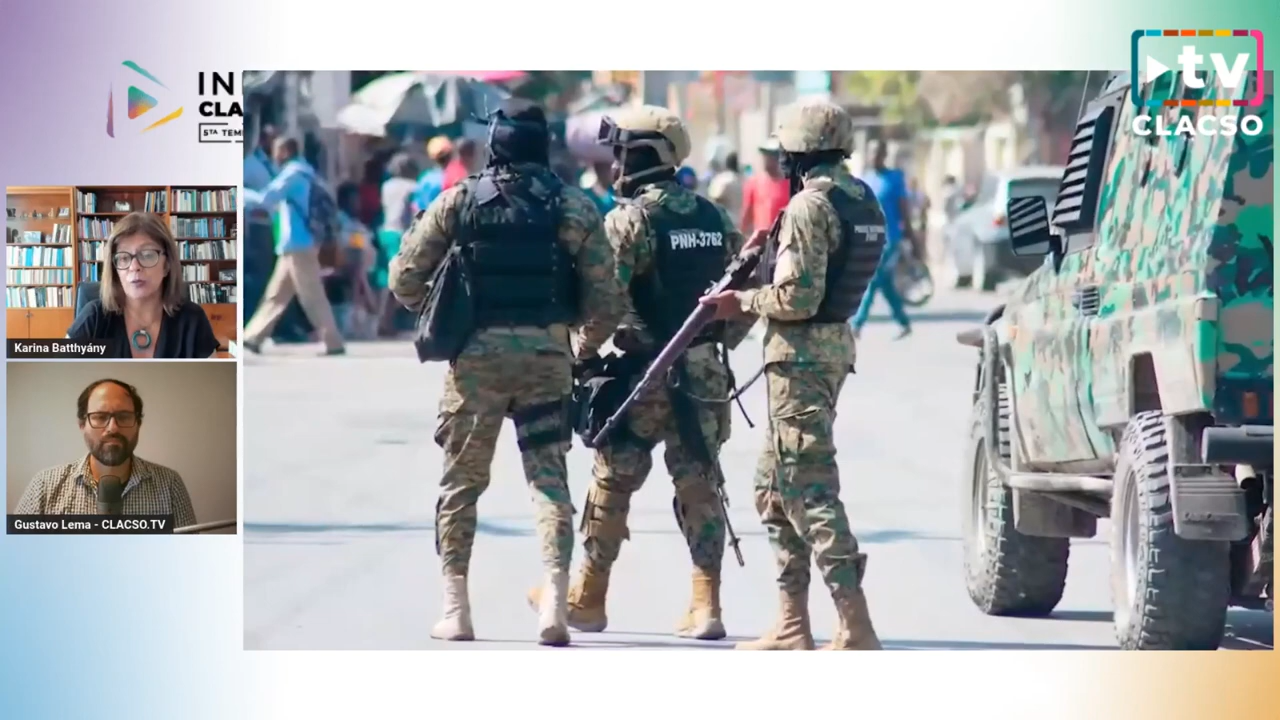 tv
CLACSO
IN
CLA
5TA TEM
Karina Batthyány
Gustavo Lema - CLACSO.TV
PNH-3762